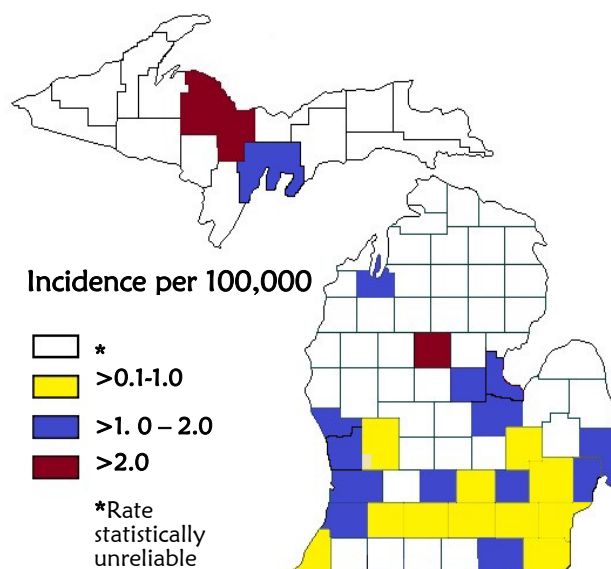 Incidence per 100,000
*
>0.1-1.0
>1. 0 – 2.0
>2.0
*Rate
statistically
unreliable